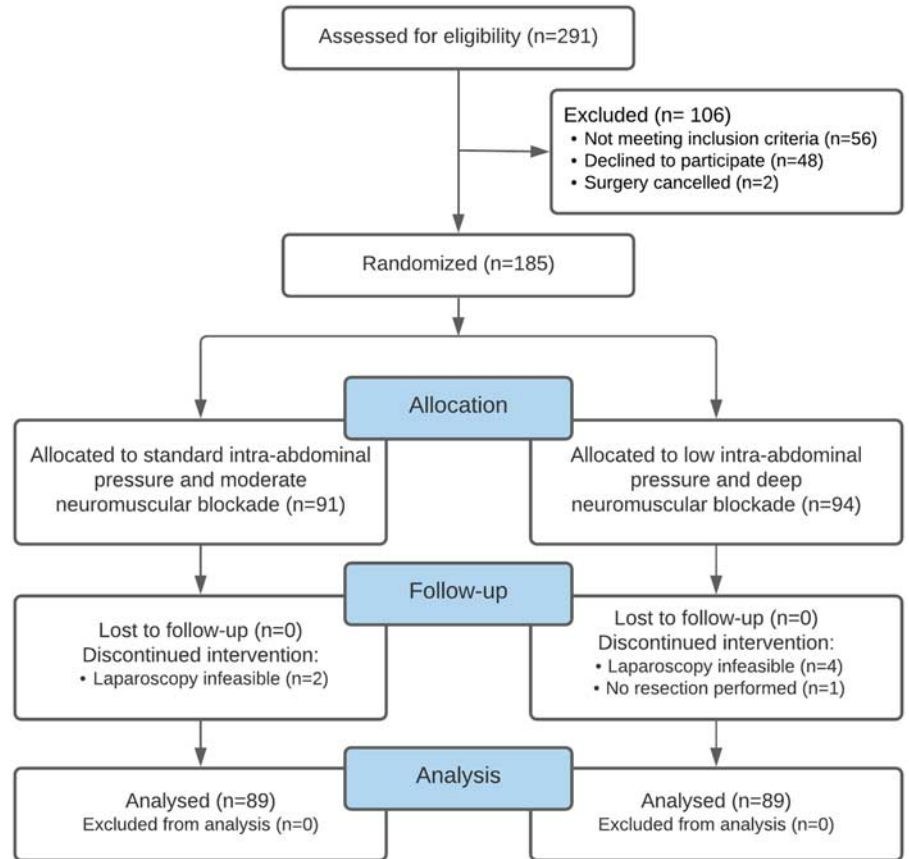 Assessed for eligibility (n=291)
Excluded (n= 106)
• Not meeting inclusion criteria (n=56)
• Declined to participate (n=48)
• Surgery cancelled (n=2)
Randomized (n=185)
Allocation
Allocated to standard intra-abdominal
pressure and moderate
neuromuscular blockade (n=91)
Allocated to low intra-abdominal
pressure and deep
neuromuscular blockade (n=94)
Follow-up
Lost to follow-up (n=0)
Discontinued intervention:
• Laparoscopy infeasible (n=2)
Lost to follow-up (n=0)
Discontinued intervention:
• Laparoscopy infeasible (n=4)
• No resection performed (n=1)
Analysis
Analysed (n=89)
Excluded from analysis (n=0)
Analysed (n=89)
Excluded from analysis (n=0)